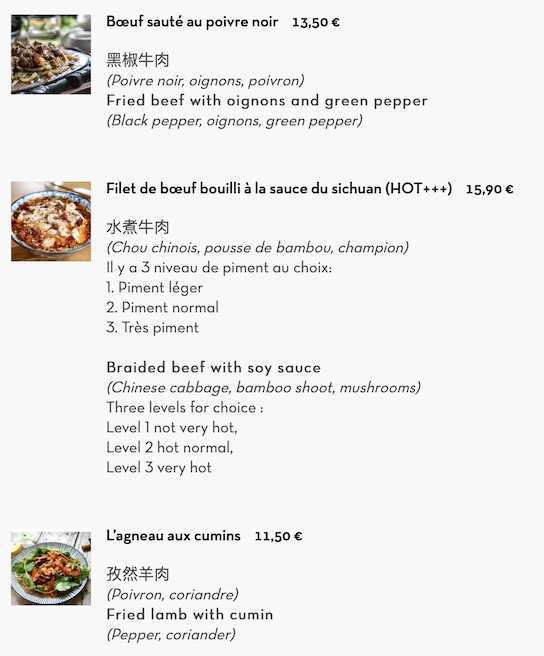 Bœuf sauté au poivre noir 13,50 €
黑椒牛肉
(Poivre noir, oignons, poivron)
Fried beef with oignons and green pepper
(Black pepper, oignons, green pepper)
Filet de bœuf bouilli à la sauce du sichuan (HOT+++) 15,90 €
水煮牛肉
(Chou chinois, pousse de bambou, champion)
Il y a 3 niveau de piment au choix:
1. Piment léger
2. Piment normal
3. Très piment
Braided beef with soy sauce
(Chinese cabbage, bamboo shoot, mushrooms)
Three levels for choice :
Level 1 not very hot,
Level 2 hot normal,
Level 3 very hot
L'agneau aux cumins 11,50 €
孜然羊肉
(Poivron, coriandre)
Fried lamb with cumin
(Pepper, coriander)